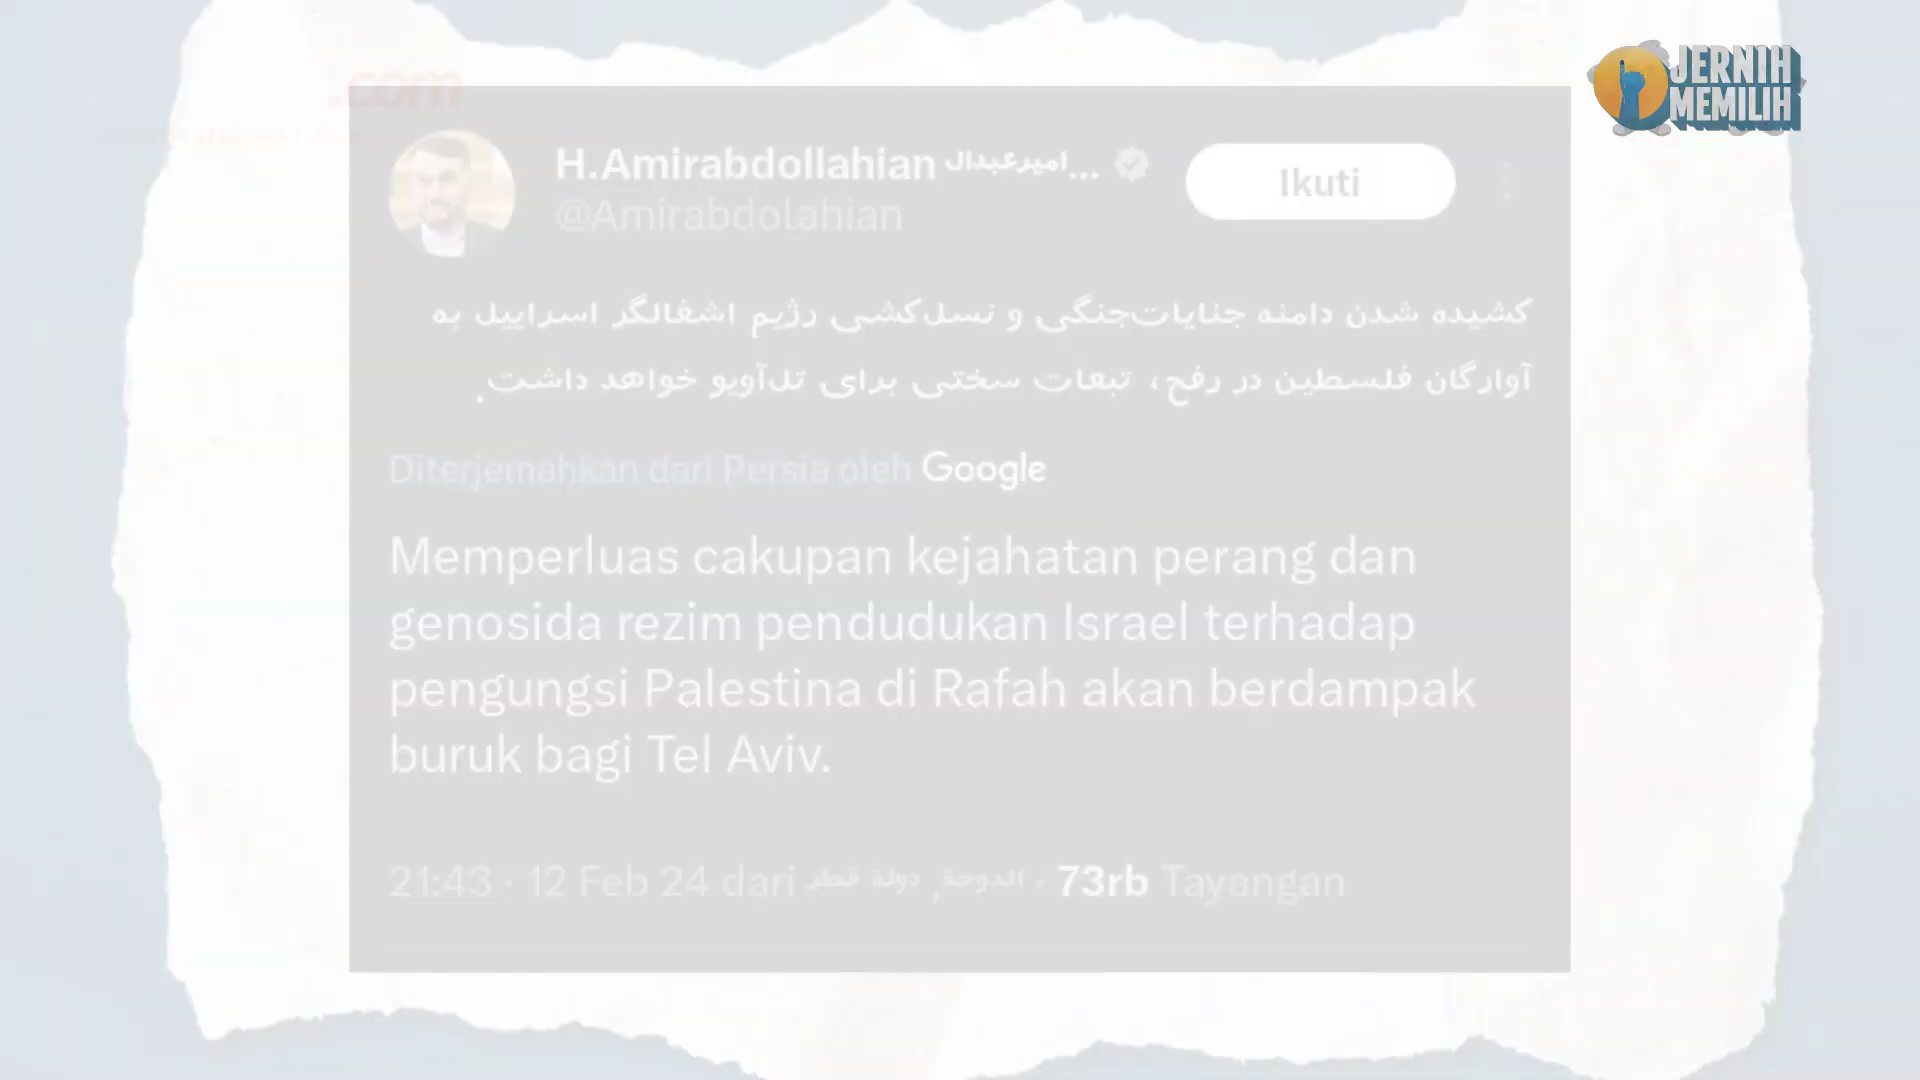 .com
JERNIH
MEMILIH
H.Amirabdollahian امیرعبدال...
@Amirabdolahian
Ikuti
کشیده شدن دامنه جنایات‌جنگی و نسل‌کشی رژیم اشغالگر اسراییل به
آوارگان فلسطین در رفح، تبعات سختی برای تل‌آویو خواهد داشت.
Diterjemahkan dari Persia oleh Google
Memperluas cakupan kejahatan perang dan
genosida rezim pendudukan Israel terhadap
pengungsi Palestina di Rafah akan berdampak
buruk bagi Tel Aviv.
21:43 · 12 Feb 24 dari الدوحة, دولة قطر · 73rb Tayangan